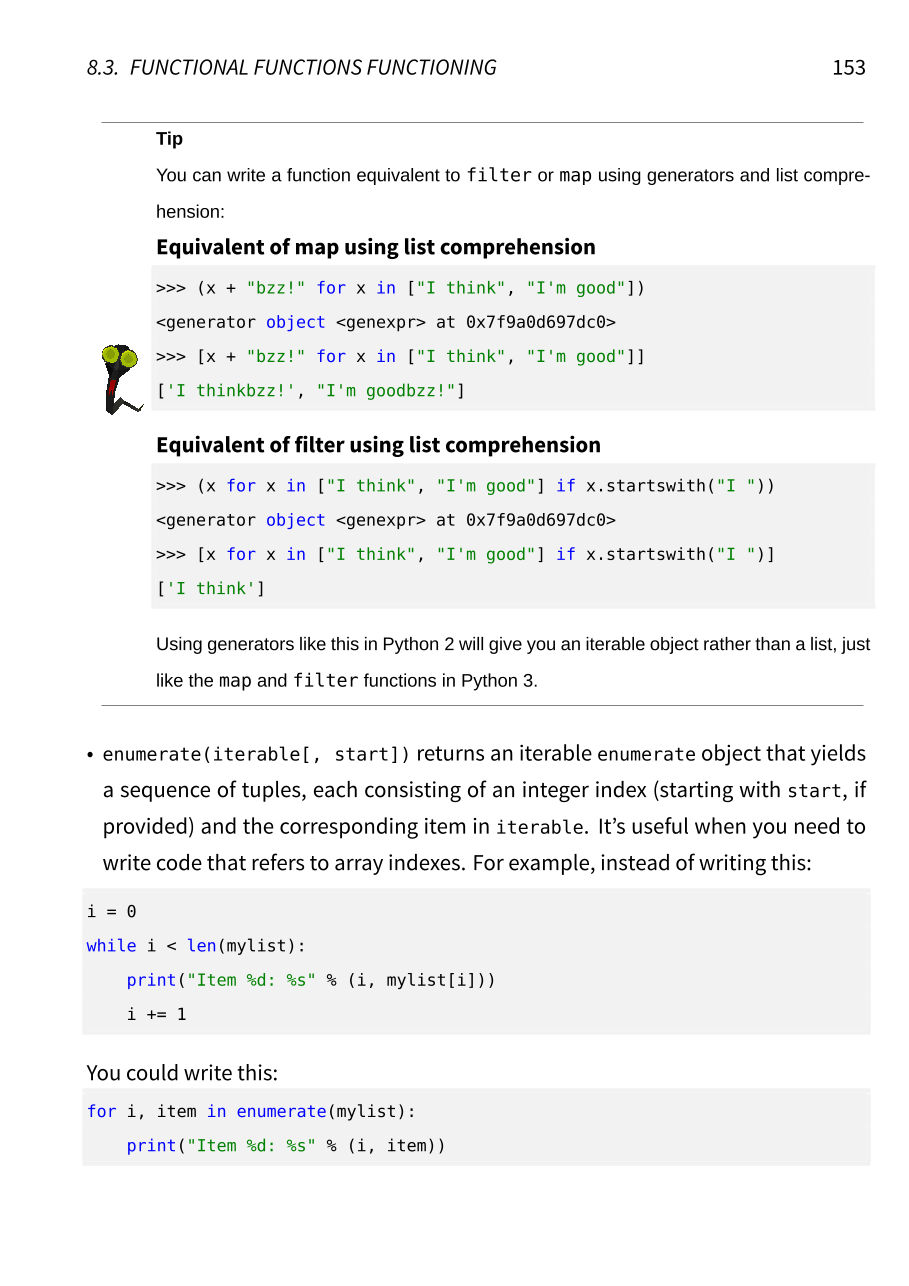 8.3. FUNCTIONAL FUNCTIONS FUNCTIONING 153
Tip
You can write a function equivalent to filter or map using generators and list compre-
hension:
Equivalent of map using list comprehension
>>> (x + "bzz!" for x in ["I think", "I'm good"])
<generator object <genexpr> at 0x7f9a0d697dc0>
>>> [x + "bzz!" for x in ["I think", "I'm good"]]
['I thinkbzz!', "I'm goodbzz!"]
Equivalent of filter using list comprehension
>>> (x for x in ["I think", "I'm good"] if x.startswith("I "))
<generator object <genexpr> at 0x7f9a0d697dc0>
>>> [x for x in ["I think", "I'm good"] if x.startswith("I ")]
['I think']
Using generators like this in Python 2 will give you an iterable object rather than a list, just
like the map and filter functions in Python 3.
• enumerate(iterable[, start]) returns an iterable enumerate object that yields
a sequence of tuples, each consisting of an integer index (starting with start, if
provided) and the corresponding item in iterable. It’s useful when you need to
write code that refers to array indexes. For example, instead of writing this:
i = 0
while i < len(mylist):
    print("Item %d: %s" % (i, mylist[i]))
    i += 1
You could write this:
for i, item in enumerate(mylist):
    print("Item %d: %s" % (i, item))